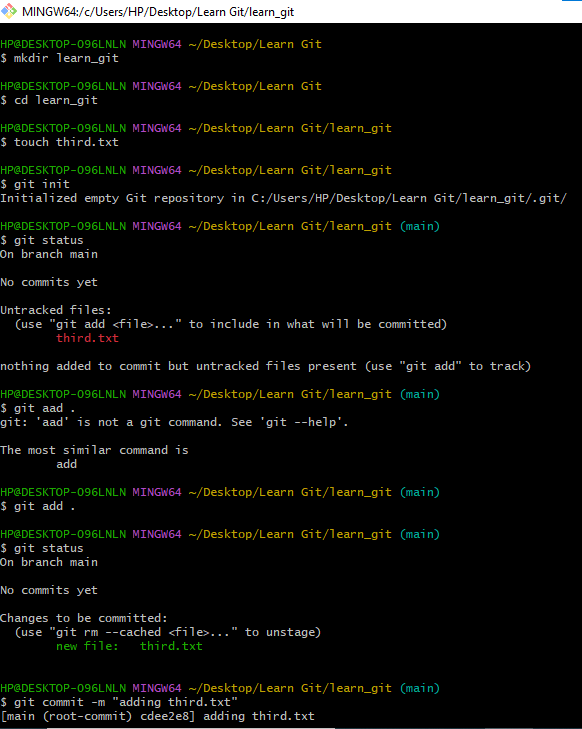 MINGW64:/c/Users/HP/Desktop/Learn Git/learn_git
HP@DESKTOP-O96LNLN MINGW64 ~/Desktop/Learn Git
$ mkdir learn_git
HP@DESKTOP-O96LNLN MINGW64 ~/Desktop/Learn Git
$ cd learn_git
HP@DESKTOP-O96LNLN MINGW64 ~/Desktop/Learn Git/learn_git
$ touch third.txt
HP@DESKTOP-O96LNLN MINGW64 ~/Desktop/Learn Git/learn_git
$ git init
Initialized empty Git repository in C:/Users/HP/Desktop/Learn Git/learn_git/.git/
HP@DESKTOP-O96LNLN MINGW64 ~/Desktop/Learn Git/learn_git (main)
$ git status
On branch main
No commits yet
Untracked files:
  (use "git add <file>..." to include in what will be committed)
        third.txt
nothing added to commit but untracked files present (use "git add" to track)
HP@DESKTOP-O96LNLN MINGW64 ~/Desktop/Learn Git/learn_git (main)
$ git aad .
git: 'aad' is not a git command. See 'git --help'.
The most similar command is
        add
HP@DESKTOP-O96LNLN MINGW64 ~/Desktop/Learn Git/learn_git (main)
$ git add .
HP@DESKTOP-O96LNLN MINGW64 ~/Desktop/Learn Git/learn_git (main)
$ git status
On branch main
No commits yet
Changes to be committed:
  (use "git rm --cached <file>..." to unstage)
        new file:   third.txt
HP@DESKTOP-O96LNLN MINGW64 ~/Desktop/Learn Git/learn_git (main)
$ git commit -m "adding third.txt"
[main (root-commit) cdee2e8] adding third.txt